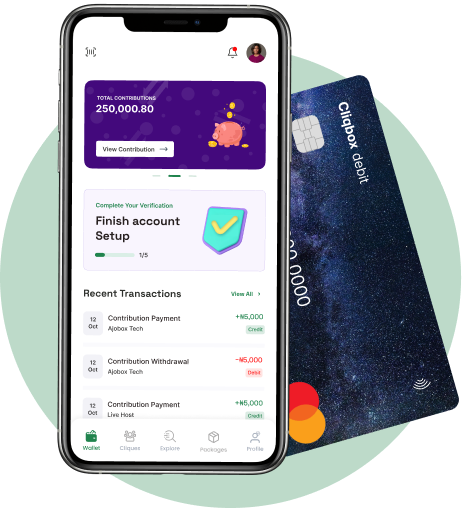 TOTAL CONTRIBUTIONS
250,000.80
View Contribution
Complete Your Verification
Finish account
Setup
1/5
Recent Transactions
View All
12
Oct
Contribution Payment
Ajobox Tech
+₦5,000
Credit
12
Oct
Contribution Withdrawal
Ajobox Tech
-₦5,000
Debit
12
Oct
Contribution Payment
Live Host
+₦5,000
Credit
Wallet
Cliques
Explore
Packages
Profile
Cliqbox debit
0000